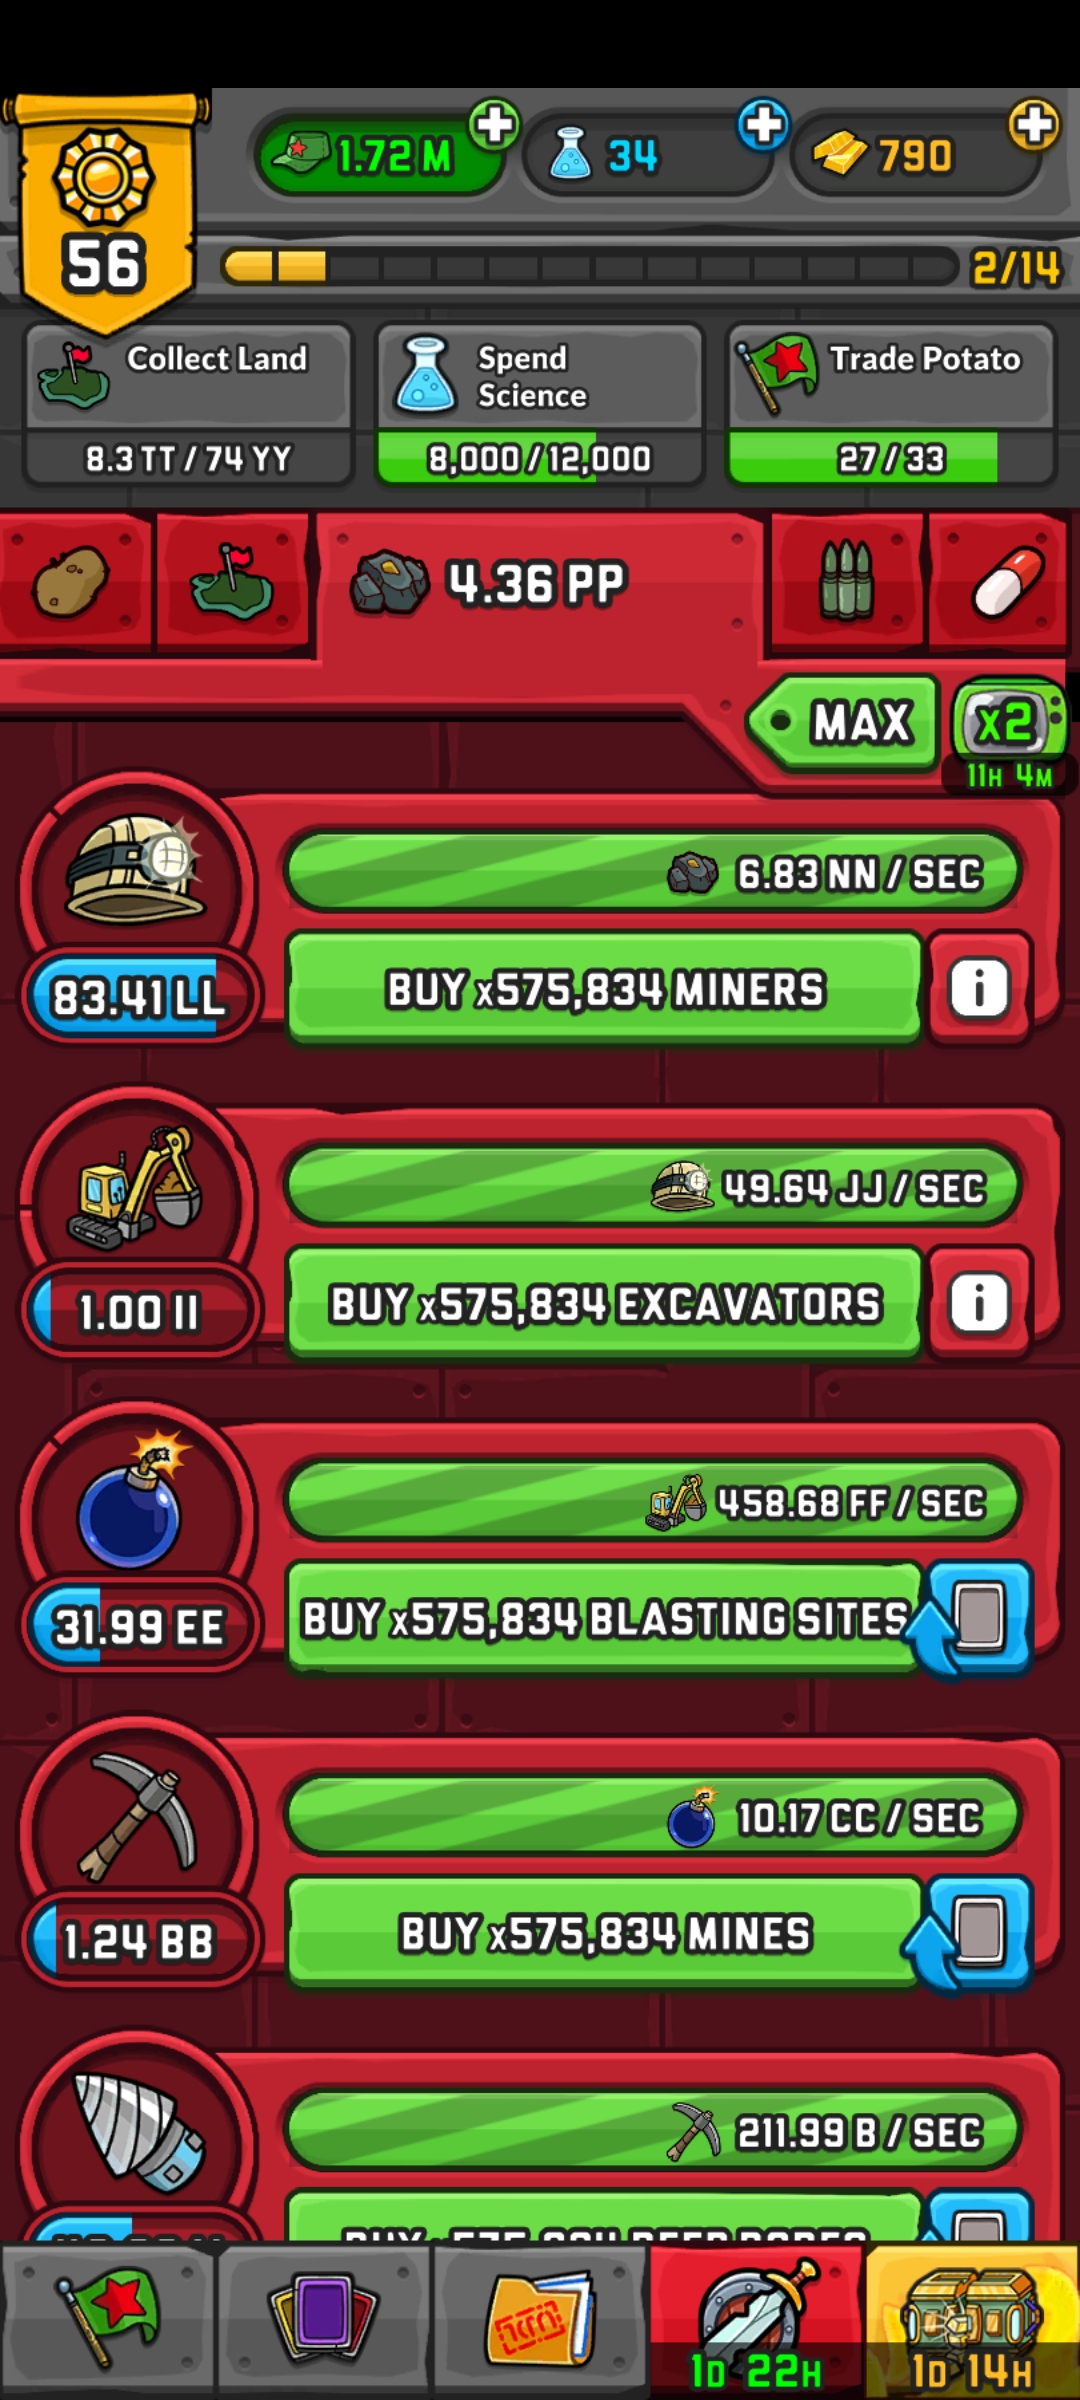 1.72 M
34
790
56
2/14
Collect Land
Spend
Science
Trade Potato
8.3 TT / 74 YY
8,000 / 12,000
27 / 33
4.36 PP
MAX
x2
11H 4M
6.83 NN / SEC
83.41 LL
BUY x575,834 MINERS
i
49.64 JJ / SEC
1.00 II
BUY x575,834 EXCAVATORS
i
458.68 FF / SEC
31.99 EE
BUY x575,834 BLASTING SITES
10.17 CC / SEC
1.24 BB
BUY x575,834 MINES
211.99 B / SEC
1D 22H
1D 14H